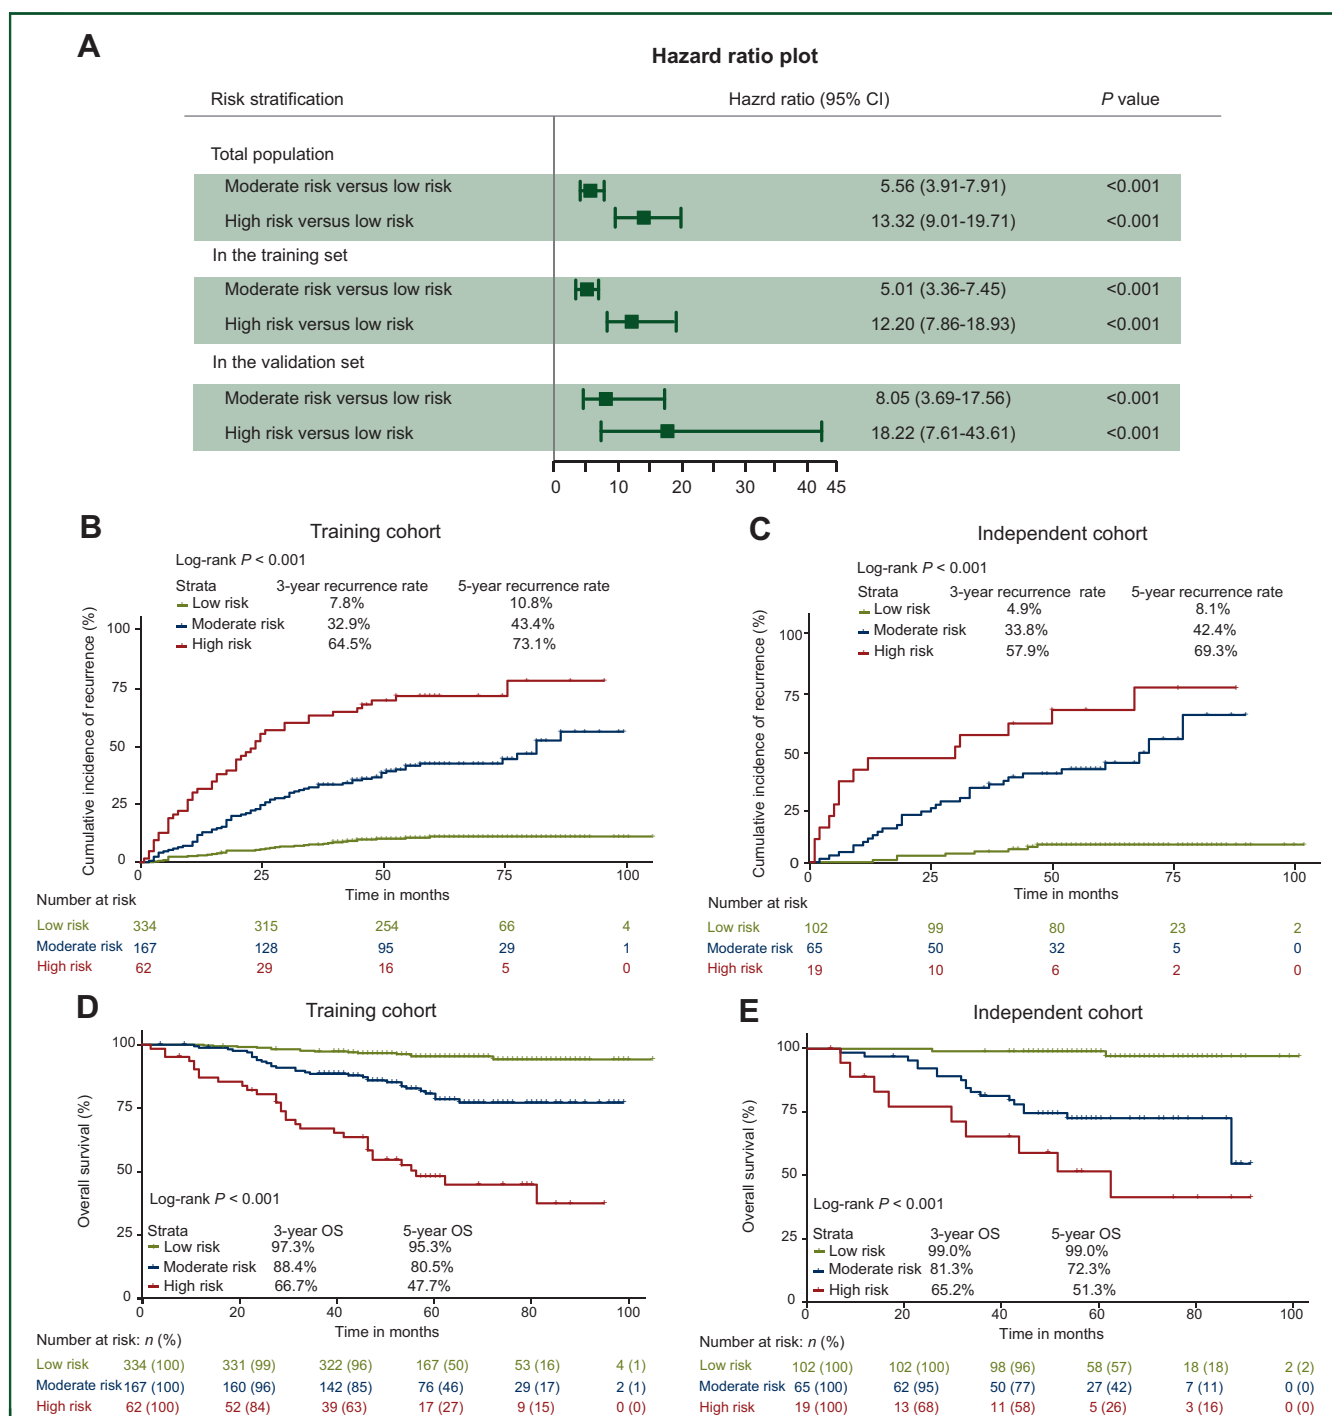 A
Hazard ratio plot
Risk stratification Hazrd ratio (95% CI) P value
Total population
Moderate risk versus low risk 5.56 (3.91-7.91) <0.001
High risk versus low risk 13.32 (9.01-19.71) <0.001
In the training set
Moderate risk versus low risk 5.01 (3.36-7.45) <0.001
High risk versus low risk 12.20 (7.86-18.93) <0.001
In the validation set
Moderate risk versus low risk 8.05 (3.69-17.56) <0.001
High risk versus low risk 18.22 (7.61-43.61) <0.001
0 10 20 30 40 45
B
Training cohort
Log-rank P < 0.001
Strata 3-year recurrence rate 5-year recurrence rate
Low risk 7.8% 10.8%
Moderate risk 32.9% 43.4%
High risk 64.5% 73.1%
Cumulative incidence of recurrence (%)
100
75
50
25
0
0 25 50 75 100
Time in months
Number at risk
Low risk 334 315 254 66 4
Moderate risk 167 128 95 29 1
High risk 62 29 16 5 0
C
Independent cohort
Log-rank P < 0.001
Strata 3-year recurrence rate 5-year recurrence rate
Low risk 4.9% 8.1%
Moderate risk 33.8% 42.4%
High risk 57.9% 69.3%
Cumulative incidence of recurrence (%)
100
75
50
25
0
0 25 50 75 100
Time in months
Number at risk
Low risk 102 99 80 23 2
Moderate risk 65 50 32 5 0
High risk 19 10 6 2 0
D
Training cohort
Overall survival (%)
100
75
50
25
0
Log-rank P < 0.001
Strata 3-year OS 5-year OS
Low risk 97.3% 95.3%
Moderate risk 88.4% 80.5%
High risk 66.7% 47.7%
0 20 40 60 80 100
Time in months
Number at risk: n (%)
Low risk 334 (100) 331 (99) 322 (96) 167 (50) 53 (16) 4 (1)
Moderate risk 167 (100) 160 (96) 142 (85) 76 (46) 29 (17) 2 (1)
High risk 62 (100) 52 (84) 39 (63) 17 (27) 9 (15) 0 (0)
E
Independent cohort
Overall survival (%)
100
75
50
25
0
Log-rank P < 0.001
Strata 3-year OS 5-year OS
Low risk 99.0% 99.0%
Moderate risk 81.3% 72.3%
High risk 65.2% 51.3%
0 20 40 60 80 100
Time in months
Number at risk: n (%)
Low risk 102 (100) 102 (100) 98 (96) 58 (57) 18 (18) 2 (2)
Moderate risk 65 (100) 62 (95) 50 (77) 27 (42) 7 (11) 0 (0)
High risk 19 (100) 13 (68) 11 (58) 5 (26) 3 (16) 0 (0)